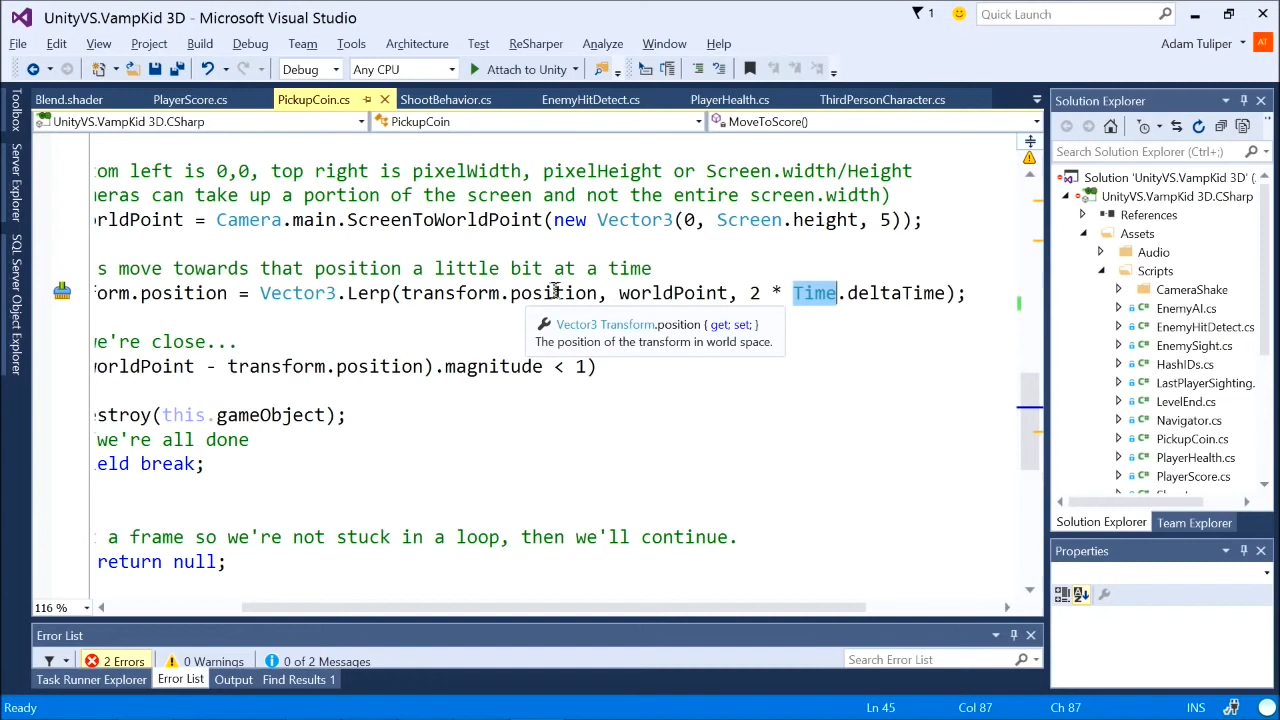 UnityVS.VampKid 3D - Microsoft Visual Studio
1
Quick Launch
File Edit View Project Build Debug Team Tools Architecture Test ReSharper Analyze Window Help
Adam Tuliper
AT
Debug Any CPU Attach to Unity
Blend.shader PlayerScore.cs PickupCoin.cs ShootBehavior.cs EnemyHitDetect.cs PlayerHealth.cs ThirdPersonCharacter.cs
UnityVS.VampKid 3D.CSharp PickupCoin MoveToScore()
Toolbox
Server Explorer
SQL Server Object Explorer
om left is 0,0, top right is pixelWidth, pixelHeight or Screen.width/Height
eras can take up a portion of the screen and not the entire screen.width)
orldPoint = Camera.main.ScreenToWorldPoint(new Vector3(0, Screen.height, 5));
s move towards that position a little bit at a time
form.position = Vector3.Lerp(transform.position, worldPoint, 2 * Time.deltaTime);
Vector3 Transform.position { get; set; }
The position of the transform in world space.
we're close...
orldPoint - transform.position).magnitude < 1)
estroy(this.gameObject);
we're all done
eld break;
t a frame so we're not stuck in a loop, then we'll continue.
return null;
116 %
Solution Explorer
Search Solution Explorer (Ctrl+;)
Solution 'UnityVS.VampKid 3D' (
UnityVS.VampKid 3D.CSharp
References
Assets
Audio
Scripts
CameraShake
EnemyAI.cs
EnemyHitDetect.cs
EnemySight.cs
HashIDs.cs
LastPlayerSighting.
LevelEnd.cs
Navigator.cs
PickupCoin.cs
PlayerHealth.cs
PlayerScore.cs
Solution Explorer Team Explorer
Properties
Error List
2 Errors 0 Warnings 0 of 2 Messages
Search Error List
Task Runner Explorer Error List Output Find Results 1
Ready Ln 45 Col 87 Ch 87 INS